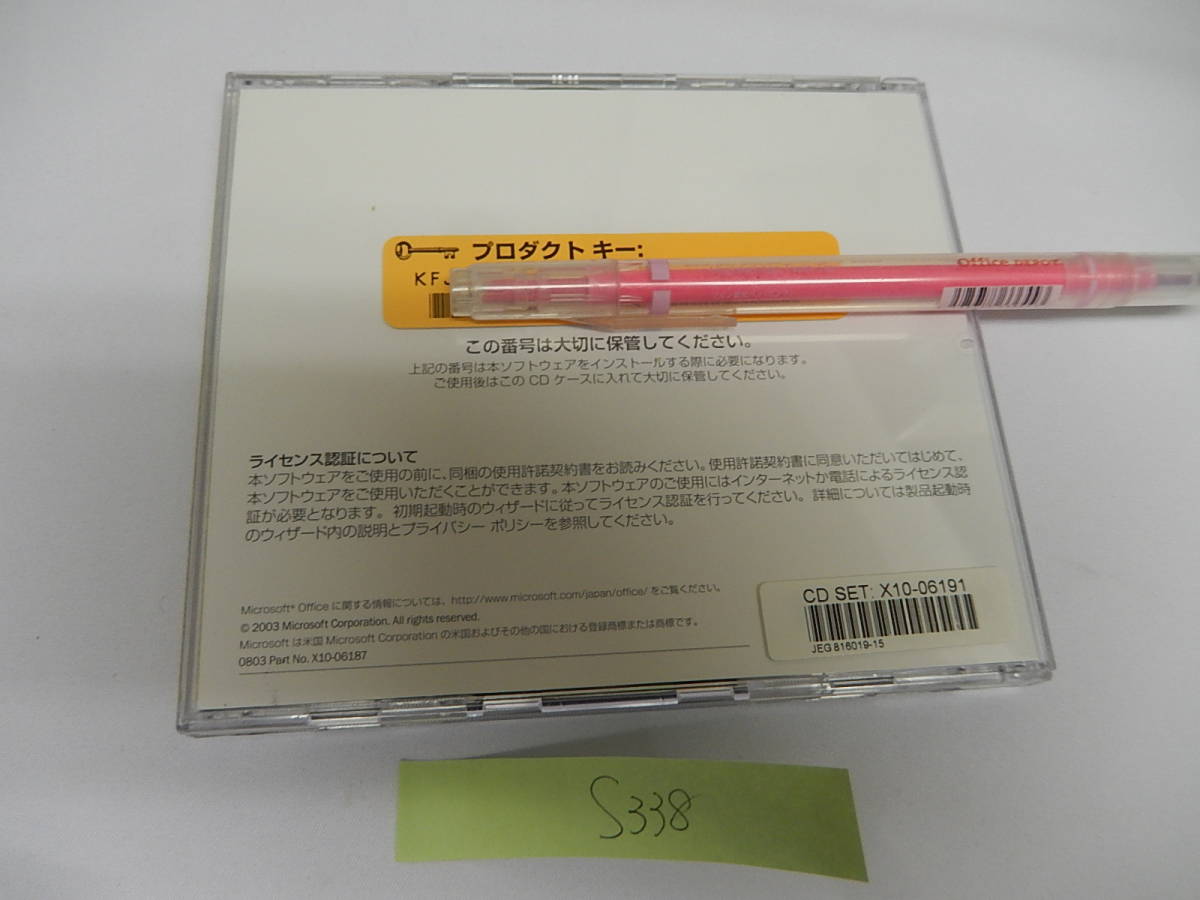 プロダクト キー:
KFJ
Office DEPOT
この番号は大切に保管してください。
上記の番号は本ソフトウェアをインストールする際に必要になります。
ご使用後はこの CD ケースに入れて大切に保管してください。
ライセンス認証について
本ソフトウェアをご使用の前に、同梱の使用許諾契約書をお読みください。使用許諾契約書に同意いただいてはじめて、
本ソフトウェアをご使用いただくことができます。本ソフトウェアのご使用にはインターネットか電話によるライセンス認
証が必要となります。 初期起動時のウィザードに従ってライセンス認証を行ってください。 詳細については製品起動時
のウィザード内の説明とプライバシー ポリシーを参照してください。
Microsoft® Office に関する情報については、http://www.microsoft.com/japan/office/ をご覧ください。
© 2003 Microsoft Corporation. All rights reserved.
Microsoft は米国 Microsoft Corporation の米国およびその他の国における登録商標または商標です。
0803 Part No. X10-06187
CD SET: X10-06191
JEG 816019-15
S338